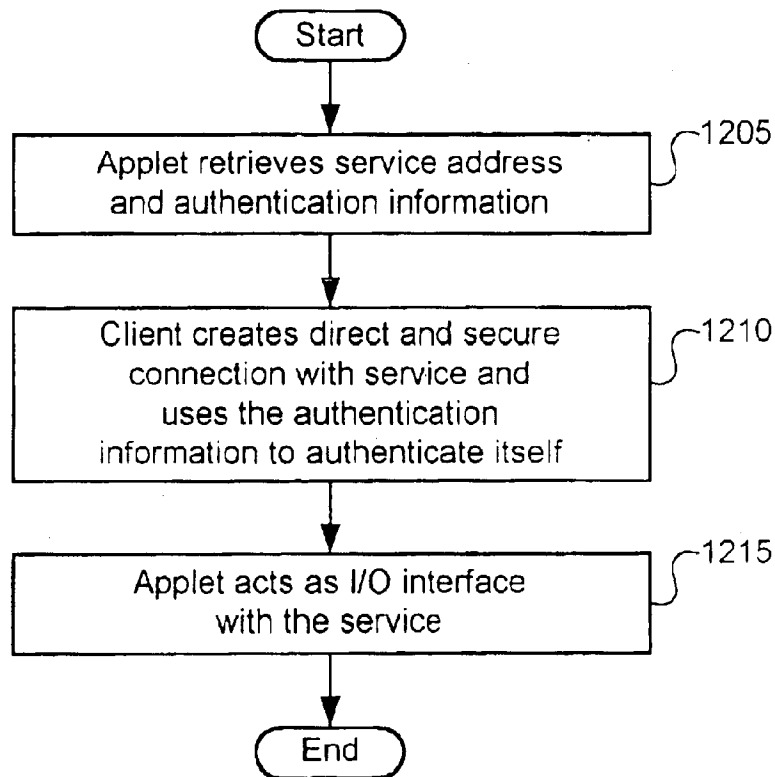 Start
1205
Applet retrieves service address
and authentication information
1210
Client creates direct and secure
connection with service and
uses the authentication
information to authenticate itself
1215
Applet acts as I/O interface
with the service
End